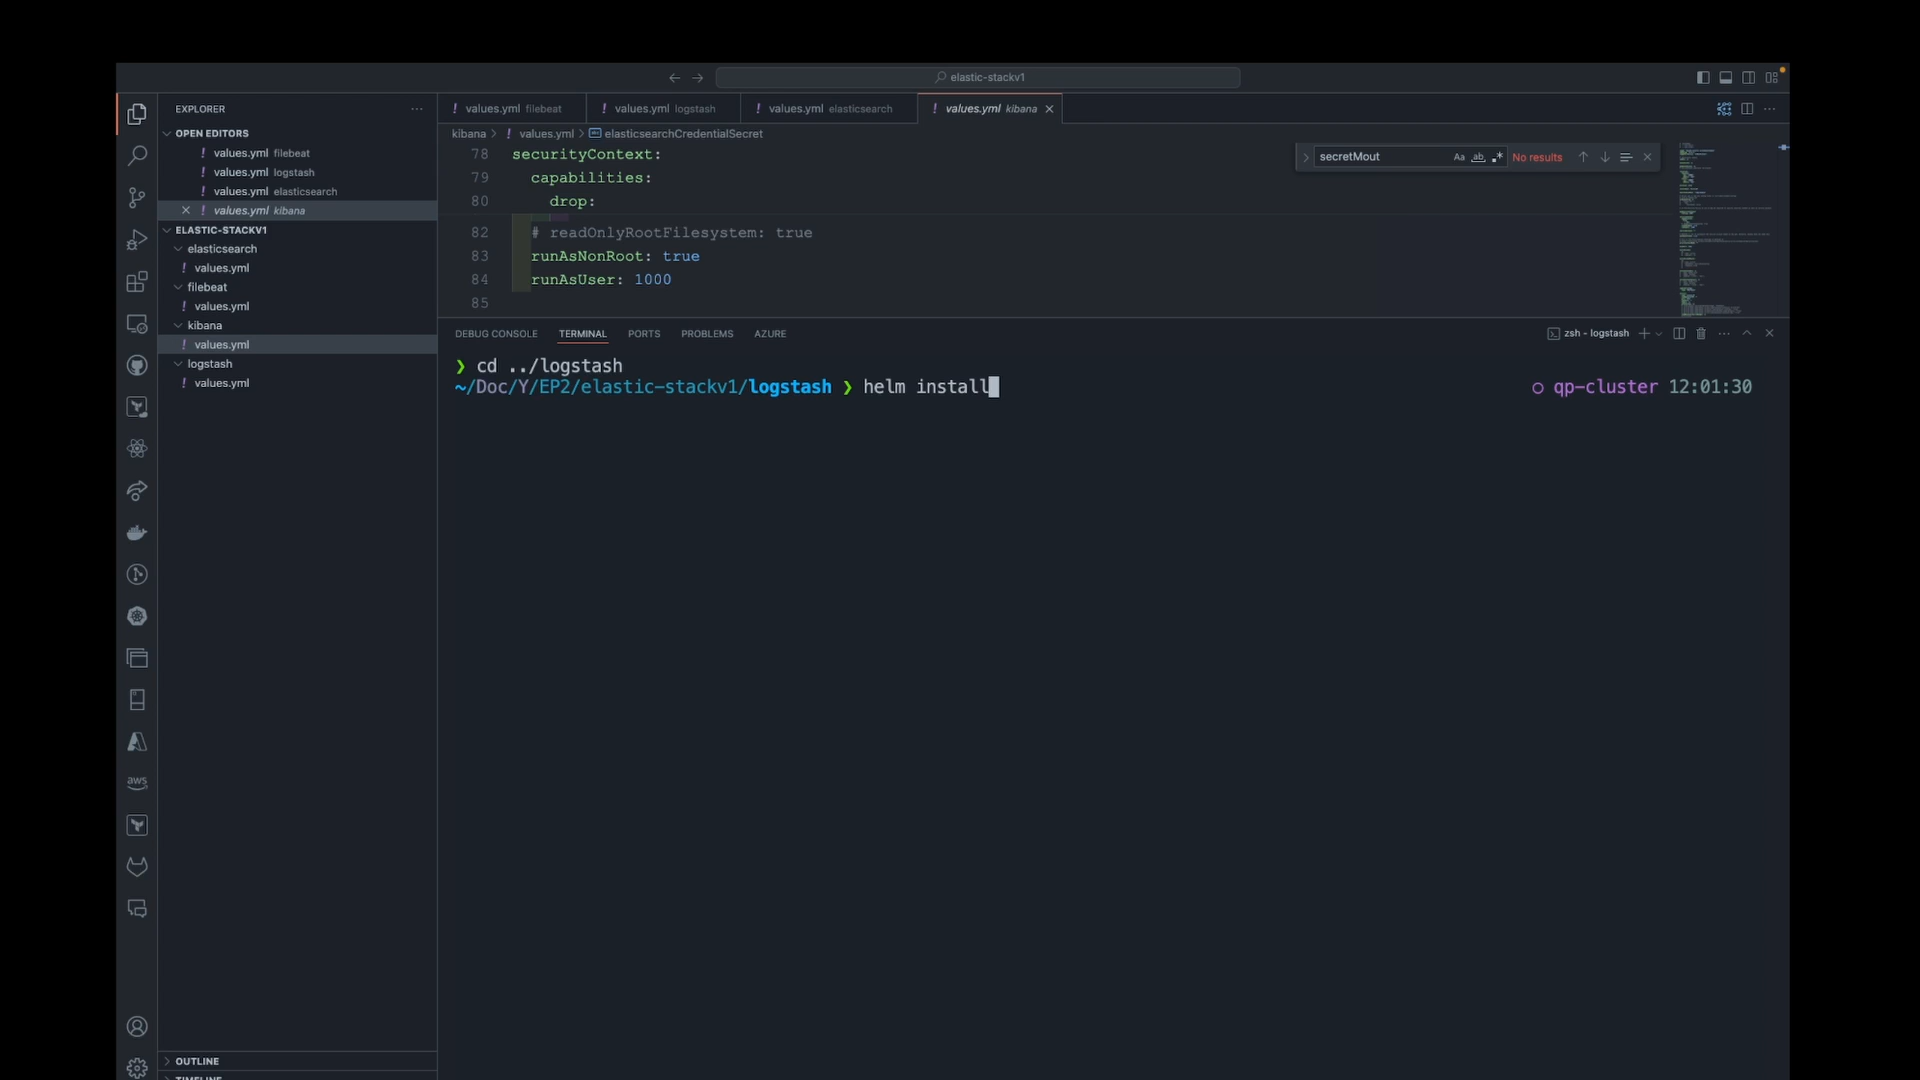 elastic-stackv1
EXPLORER
OPEN EDITORS
! values.yml filebeat
! values.yml logstash
! values.yml elasticsearch
! values.yml kibana
ELASTIC-STACKV1
elasticsearch
! values.yml
filebeat
! values.yml
kibana
! values.yml
logstash
! values.yml
aws
OUTLINE
TIMELINE
! values.yml filebeat ! values.yml logstash ! values.yml elasticsearch ! values.yml kibana
kibana > ! values.yml > elasticsearchCredentialSecret
78 securityContext:
79 capabilities:
80 drop:
82 # readOnlyRootFilesystem: true
83 runAsNonRoot: true
84 runAsUser: 1000
85
secretMout Aa ab .* No results
DEBUG CONSOLE TERMINAL PORTS PROBLEMS AZURE zsh - logstash
❯ cd ../logstash
~/Doc/Y/EP2/elastic-stackv1/logstash ❯ helm install qp-cluster 12:01:30